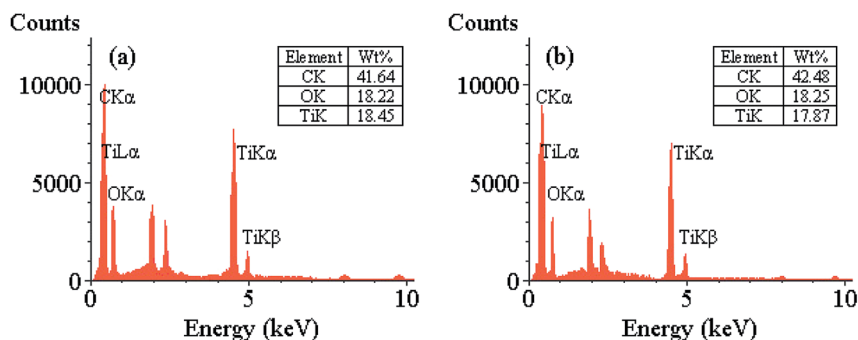 Counts
(a)
Element Wt%
CK 41.64
OK 18.22
TiK 18.45
10000
5000
0
CKα
TiLα
OKα
TiKα
TiKβ
0 5 10
Energy (keV)
Counts
(b)
Element Wt%
CK 42.48
OK 18.25
TiK 17.87
10000
5000
0
CKα
TiLα
OKα
TiKα
TiKβ
0 5 10
Energy (keV)